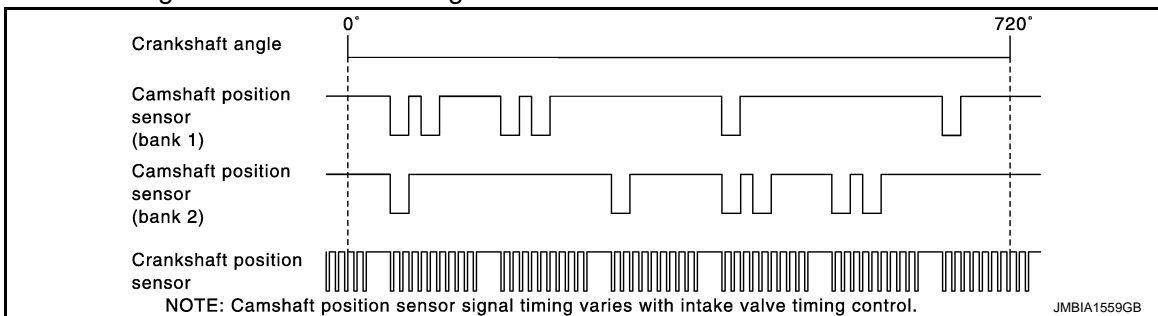 0˚ 720˚
Crankshaft angle
Camshaft position
sensor
(bank 1)
Camshaft position
sensor
(bank 2)
Crankshaft position
sensor
NOTE: Camshaft position sensor signal timing varies with intake valve timing control.
JMBIA1559GB